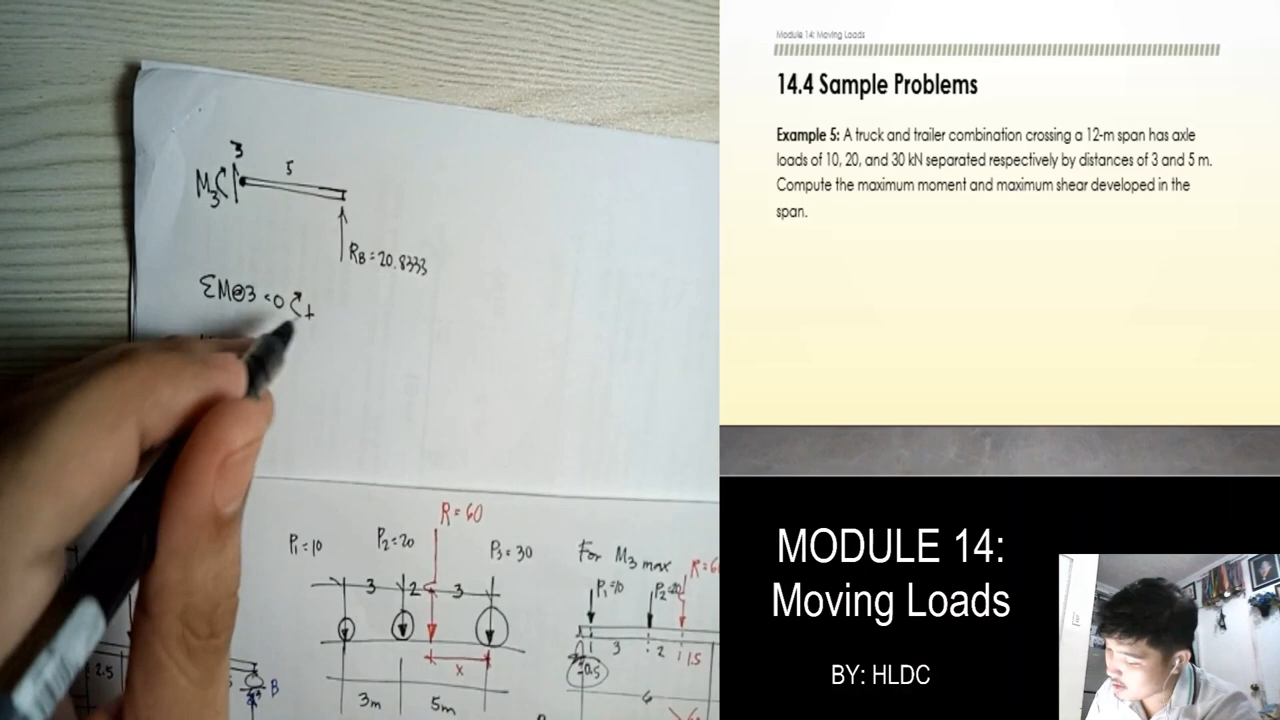 3
5
M3
RB = 20.8333
ΣM@3 = 0 +
R = 60
P1 = 10
P2 = 20
P3 = 30
3
2
3
x
3m
5m
For M3 max
P1 = 10
P2 = 20
3
2
1.5
0.5
6
2.5
B
Module 14: Moving Loads
14.4 Sample Problems
Example 5: A truck and trailer combination crossing a 12-m span has axle
loads of 10, 20, and 30 kN separated respectively by distances of 3 and 5 m.
Compute the maximum moment and maximum shear developed in the
span.
MODULE 14:
Moving Loads
BY: HLDC